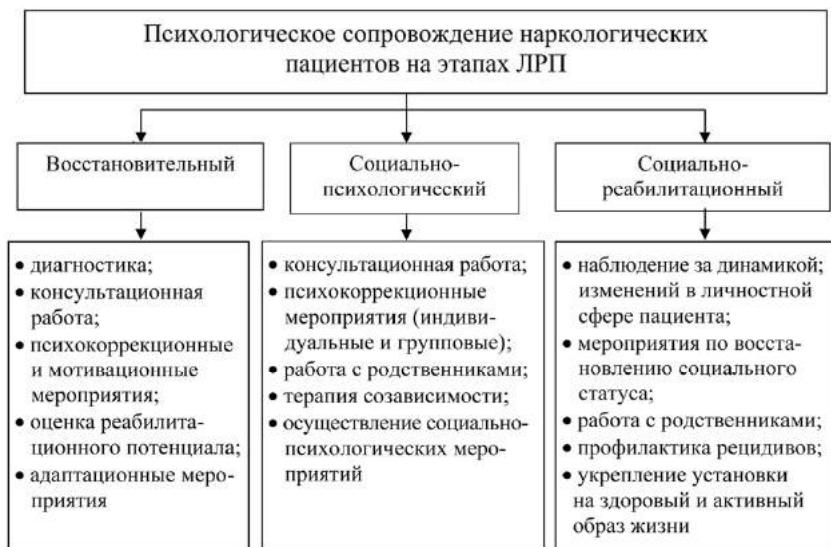 Психологическое сопровождение наркологических
пациентов на этапах ЛРП
Восстановительный
Социально-
психологический
Социально-
реабилитационный
• диагностика;
• консультационная
работа;
• психокоррекционные
и мотивационные
мероприятия;
• оценка реабилита-
ционного потенциала;
• адаптационные меро-
приятия
• консультационная работа;
• психокоррекционные
мероприятия (индиви-
дуальные и групповые);
• работа с родственниками;
• терапия созависимости;
• осуществление социально-
психологических меро-
приятий
• наблюдение за динамикой;
изменений в личностной
сфере пациента;
• мероприятия по восста-
новлению социального
статуса;
• работа с родственниками;
• профилактика рецидивов;
• укрепление установки
на здоровый и активный
образ жизни